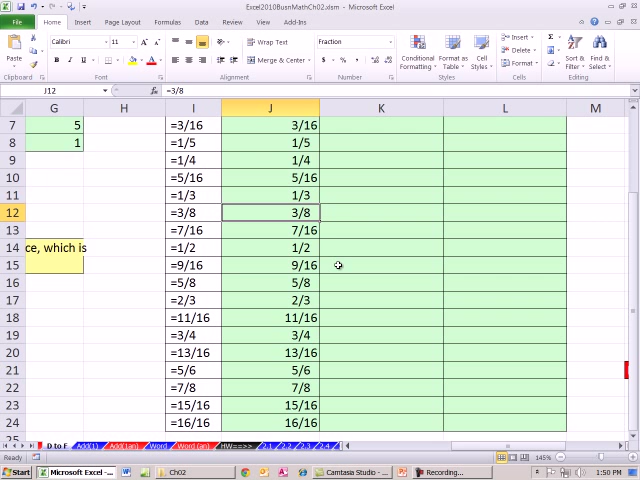 Excel2010BusnMathCh02.xlsm - Microsoft Excel
File Home Insert Page Layout Formulas Data Review View Add-Ins
Paste Calibri 11 A A Wrap Text Fraction Conditional Formatting Format as Table Cell Styles Insert Delete Format Sort & Filter Find & Select
B I U A Merge & Center $ % ,
Clipboard Font Alignment Number Styles Cells Editing
J12 fx =3/8
G H I J K L M
7 5 =3/16 3/16
8 1 =1/5 1/5
9 =1/4 1/4
10 =5/16 5/16
11 =1/3 1/3
12 =3/8 3/8
13 =7/16 7/16
14 ce, which is =1/2 1/2
15 =9/16 9/16
16 =5/8 5/8
17 =2/3 2/3
18 =11/16 11/16
19 =3/4 3/4
20 =13/16 13/16
21 =5/6 5/6
22 =7/8 7/8
23 =15/16 15/16
24 =16/16 16/16
25
D to F Add(1) Add(1an) Word Word (an) HW==>> 2.1 2.2 2.3 2.4
Ready 145%
Start Microsoft Excel -... Ch02 Camtasia Studio - ... Recording... 1:50 PM